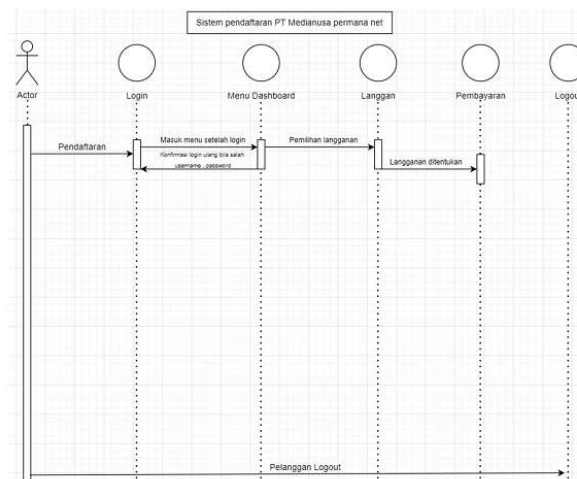 Sistem pendaftaran PT Medianusa permana net
Actor
Login
Menu Dashboard
Langgan
Pembayaran
Logou
Pendaftaran
Masuk menu setelah login
Konfirmasi login ulang bila salah
username , password
Pemilihan langganan
Langganan ditentukan
Pelanggan Logout